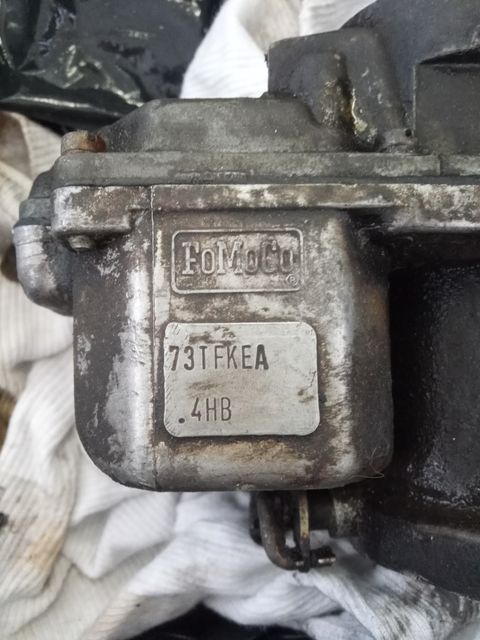 FoMoCo
®
73TFKEA
.4HB